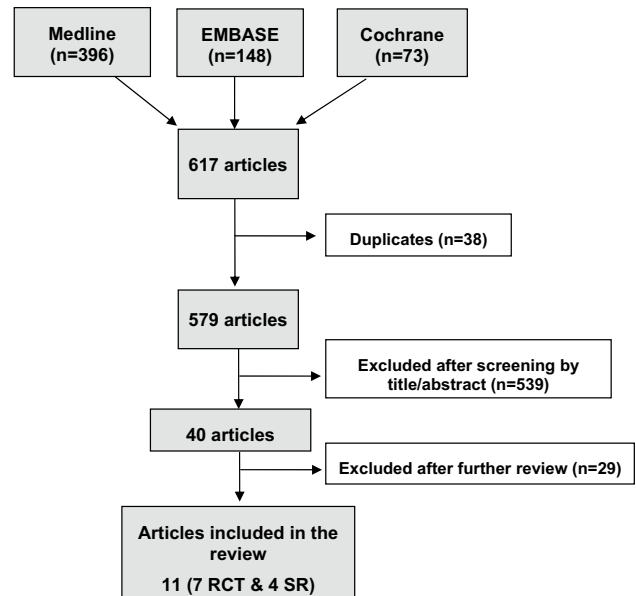 Medline
(n=396)
EMBASE
(n=148)
Cochrane
(n=73)
617 articles
Duplicates (n=38)
579 articles
Excluded after screening by
title/abstract (n=539)
40 articles
Excluded after further review (n=29)
Articles included in the
review
11 (7 RCT & 4 SR)